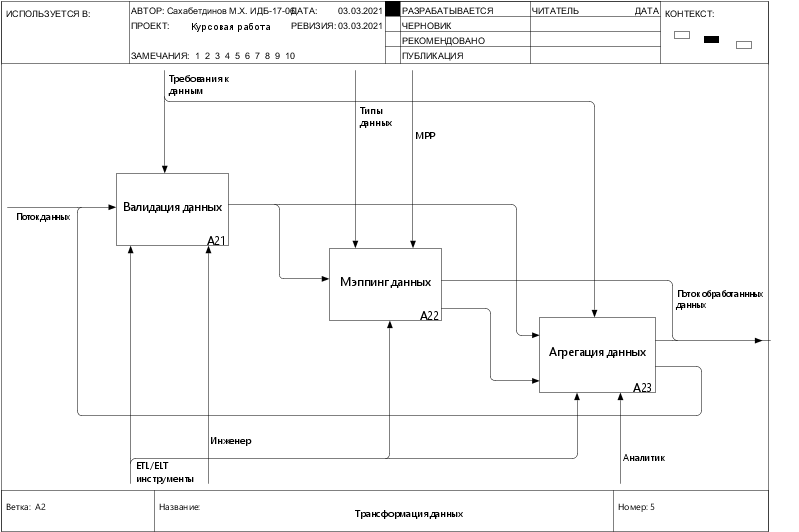 ИСПОЛЬЗУЕТСЯ В:
АВТОР: Сахабетдинов М.Х. ИДБ-17-06
ДАТА: 03.03.2021
РАЗРАБАТЫВАЕТСЯ
ЧИТАТЕЛЬ
ДАТА
КОНТЕКСТ:
ПРОЕКТ: Курсовая работа
РЕВИЗИЯ: 03.03.2021
ЧЕРНОВИК
РЕКОМЕНДОВАНО
ЗАМЕЧАНИЯ: 1 2 3 4 5 6 7 8 9 10
ПУБЛИКАЦИЯ
Требования к
данным
Типы
данных
МРР
Валидация данных
Поток данных
A21
Мэппинг данных
A22
Поток обработаннных
данных
Агрегация данных
A23
Инженер
Аналитик
ETL/ELT
инструменты
Ветка: A2
Название:
Трансформация данных
Номер: 5